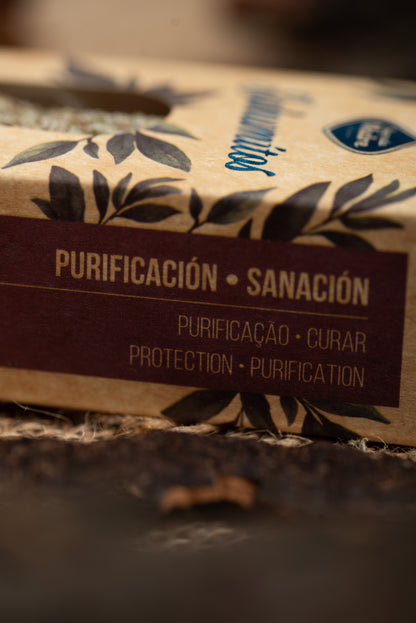 PURIFICACIÓN • SANACIÓN
PURIFICAÇÃO • CURAR
PROTECTION • PURIFICATION